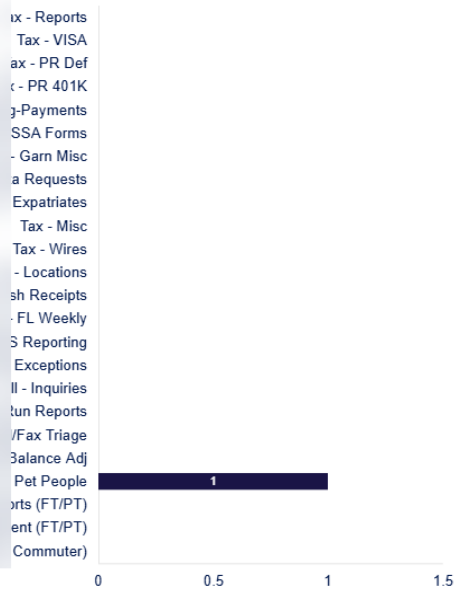 ax - Reports
Tax - VISA
ax - PR Def
- PR 401K
g-Payments
SSA Forms
- Garn Misc
a Requests
Expatriates
Tax - Misc
Tax - Wires
- Locations
sh Receipts
- FL Weekly
S Reporting
Exceptions
ll - Inquiries
Run Reports
/Fax Triage
Balance Adj
Pet People 1
orts (FT/PT)
ent (FT/PT)
Commuter)
0 0.5 1 1.5